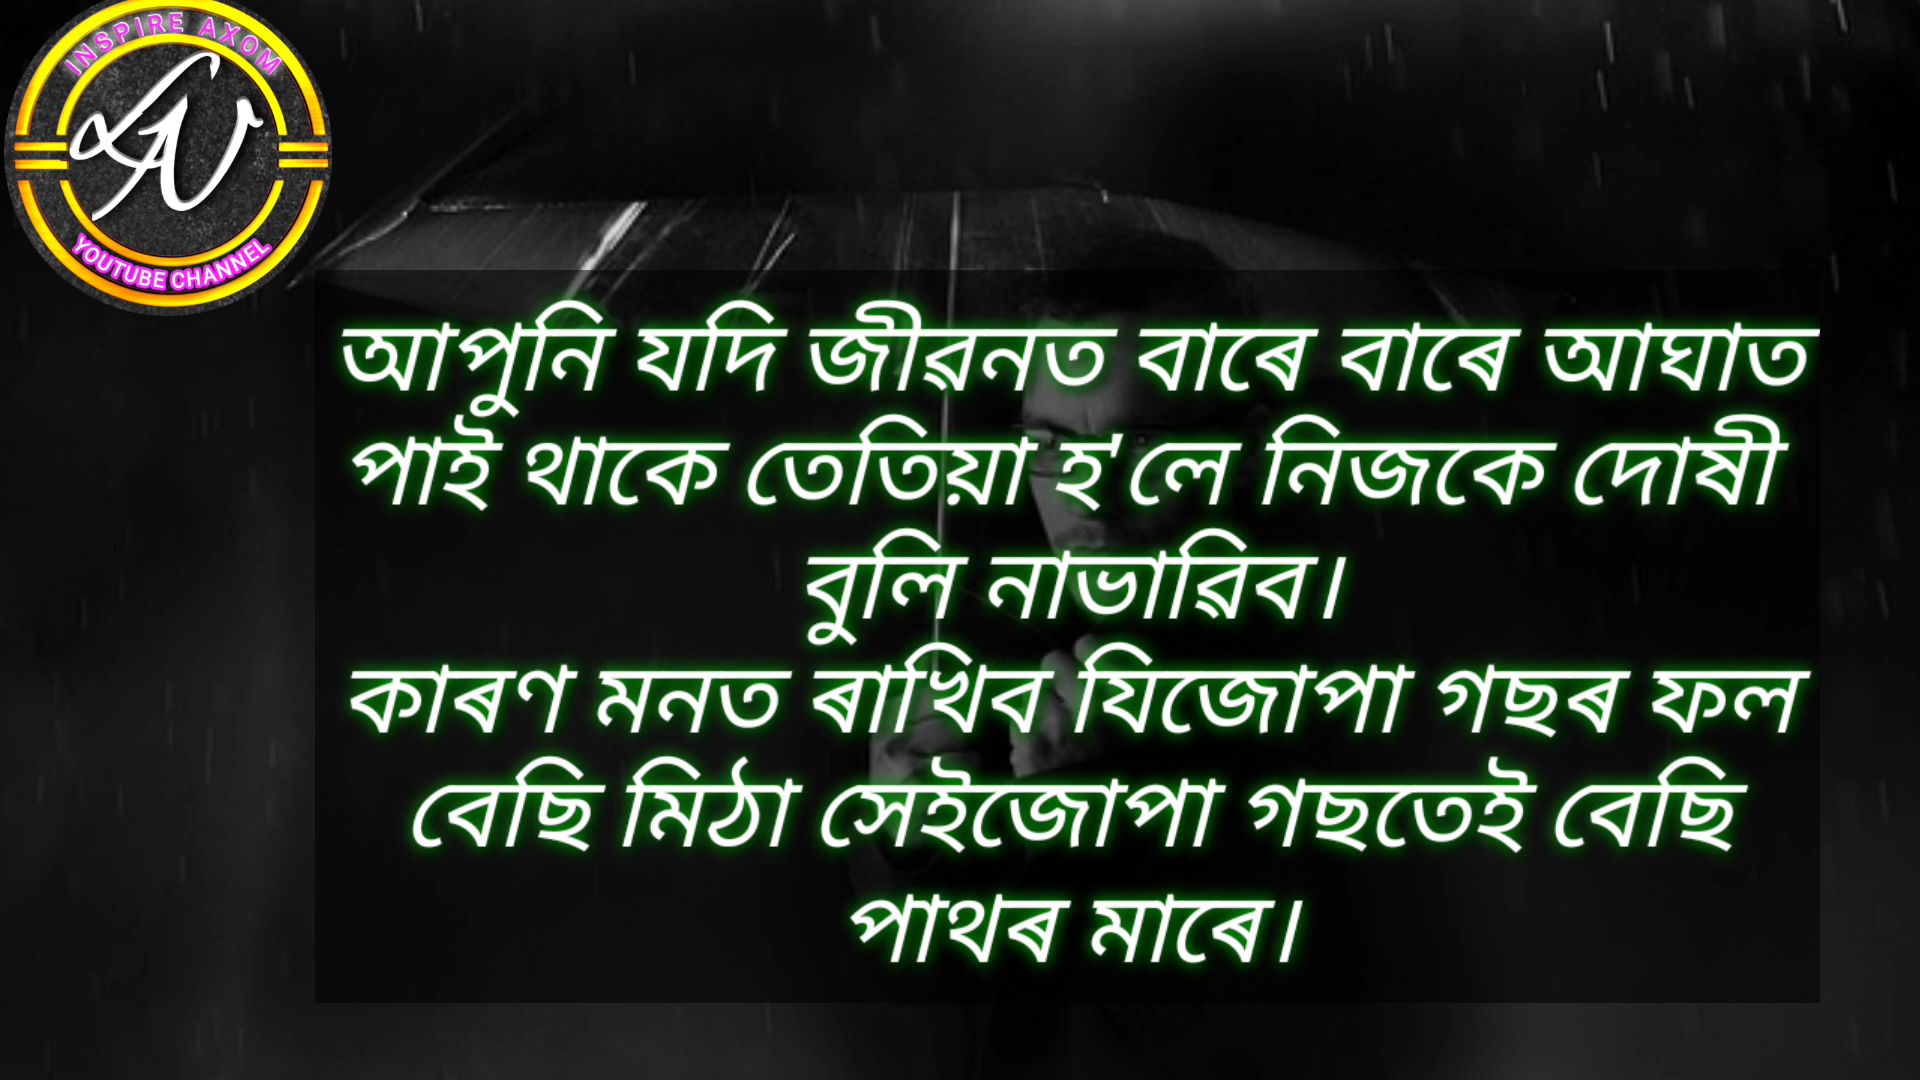 INSPIRE AXOM
YOUTUBE CHANNEL
আপুনি যদি জীৱনত বাৰে বাৰে আঘাত
পাই থাকে তেতিয়া হ'লে নিজকে দোষী
বুলি নাভাৱিব।
কাৰণ মনত ৰাখিব যিজোপা গছৰ ফল
বেছি মিঠা সেইজোপা গছতেই বেছি
পাথৰ মাৰে।